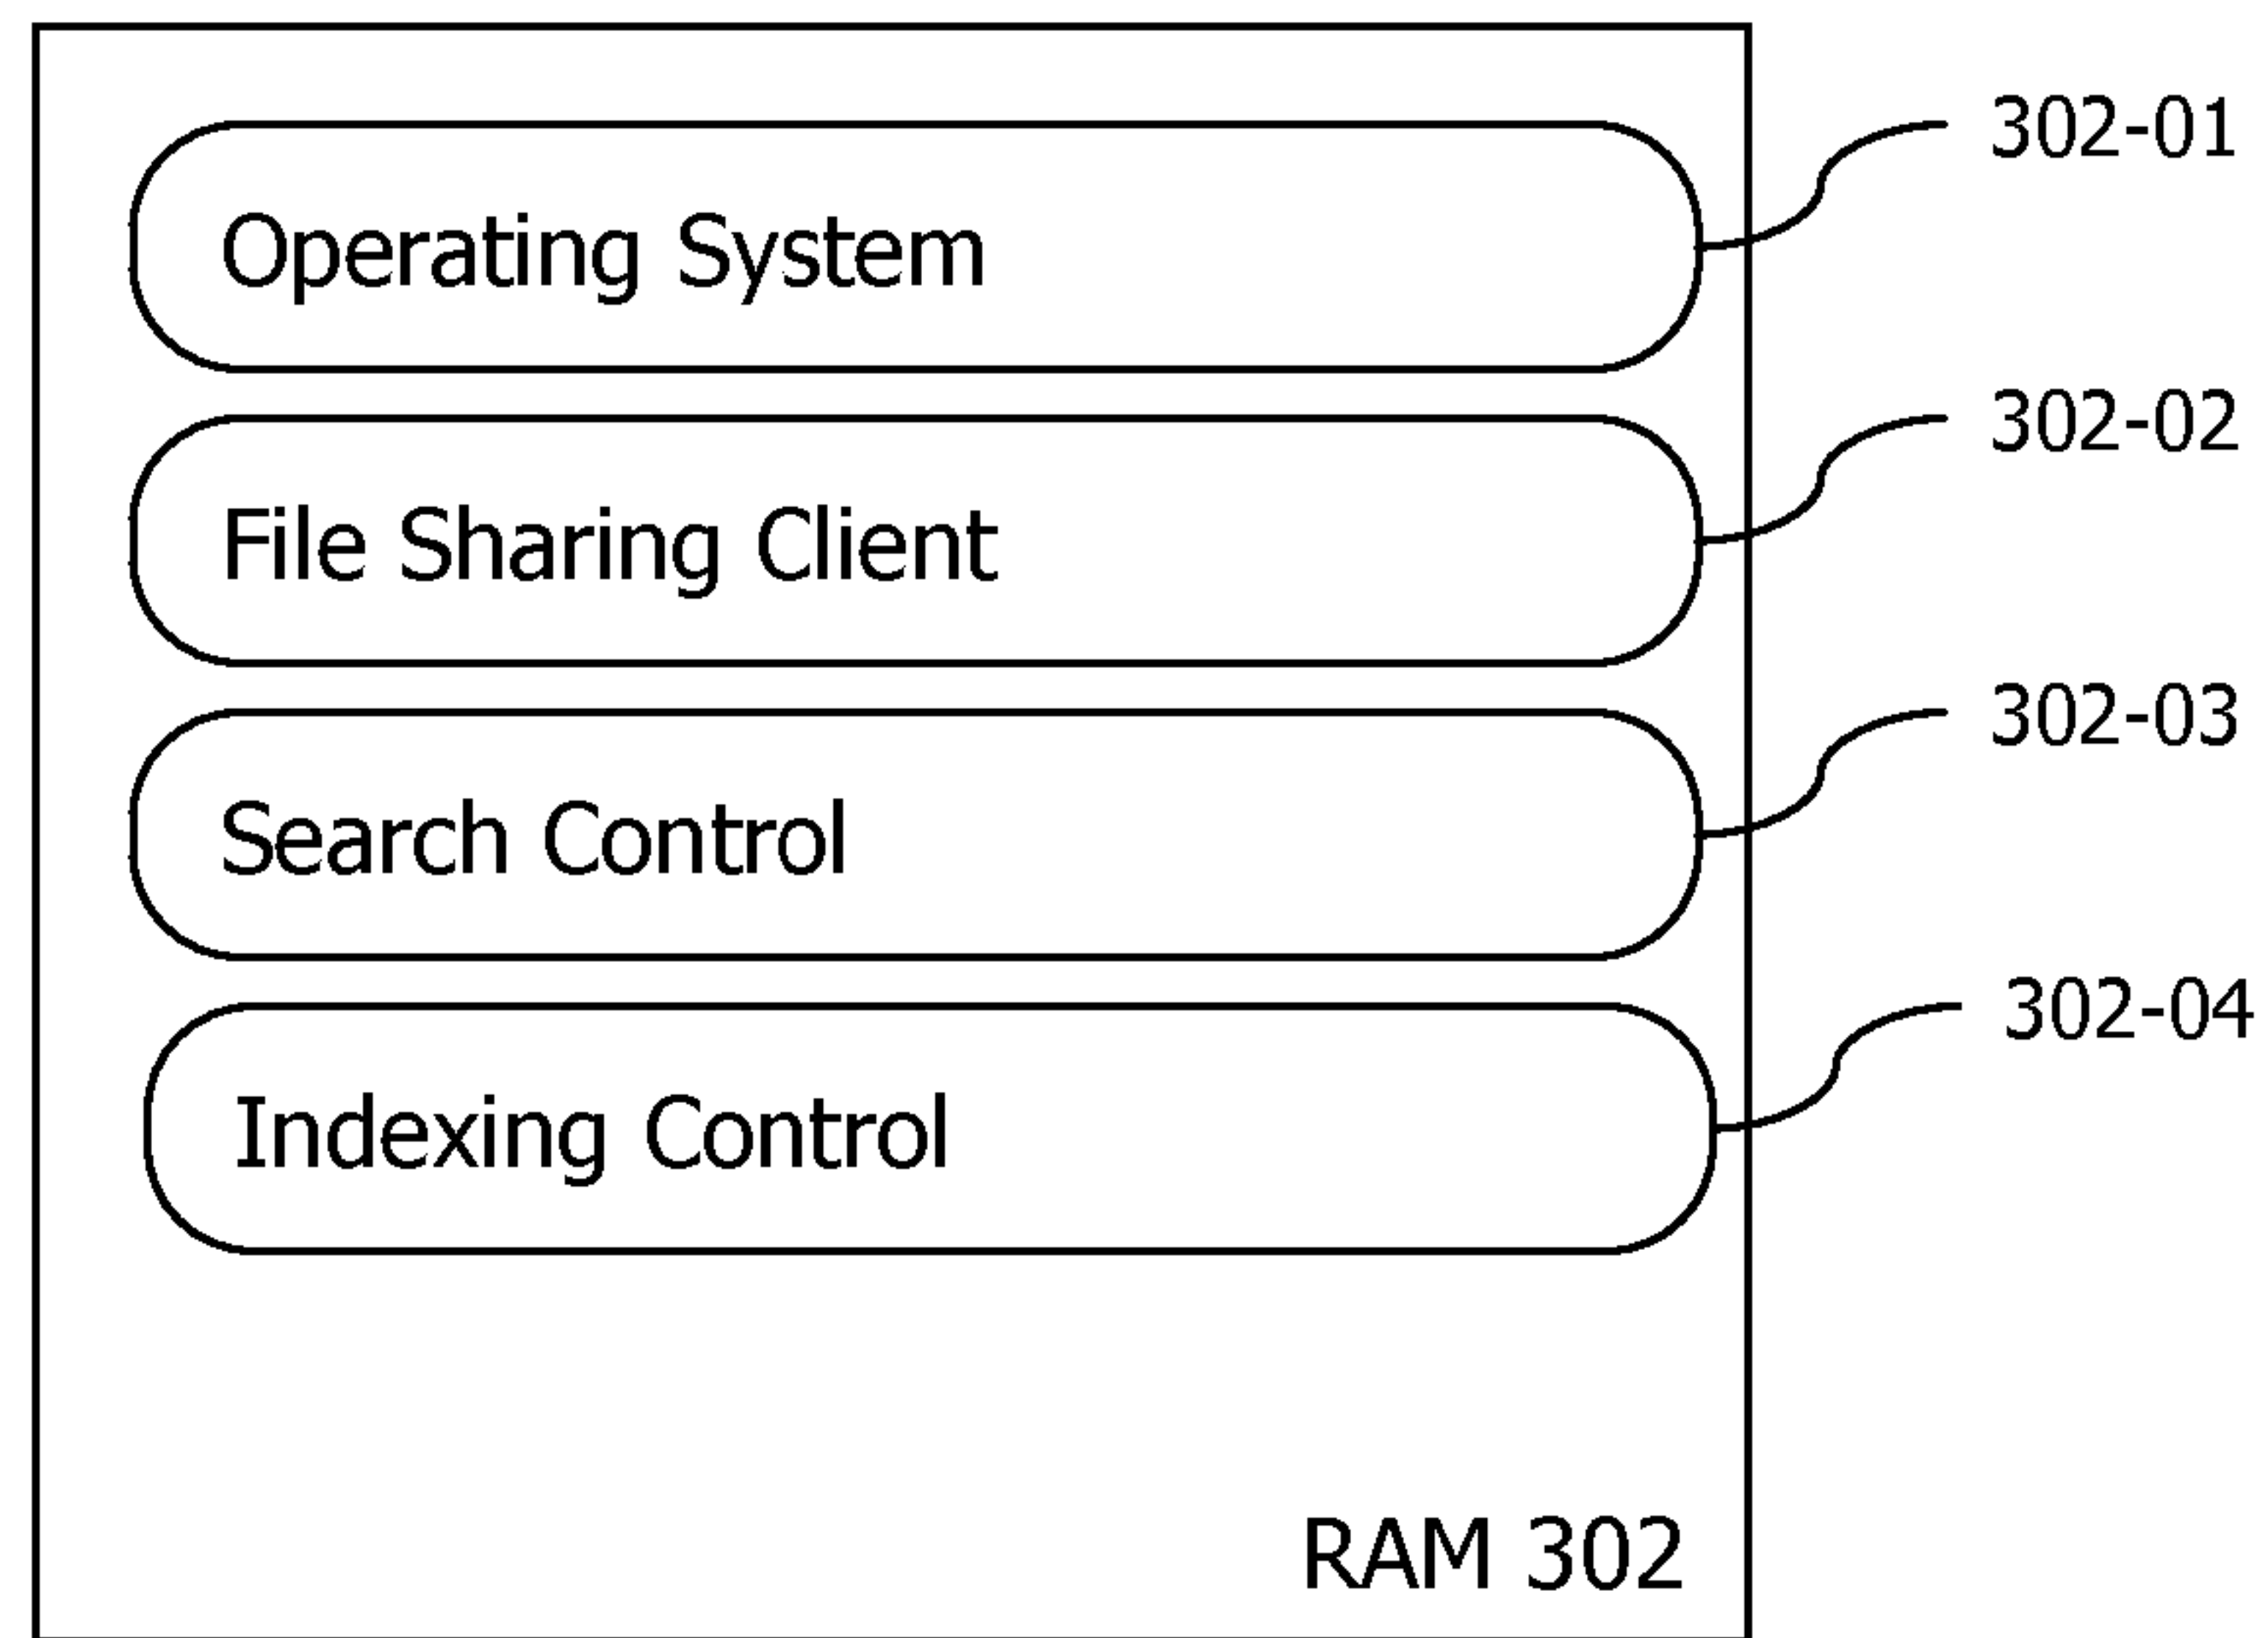 302-01
Operating System
302-02
File Sharing Client
302-03
Search Control
302-04
Indexing Control
RAM 302